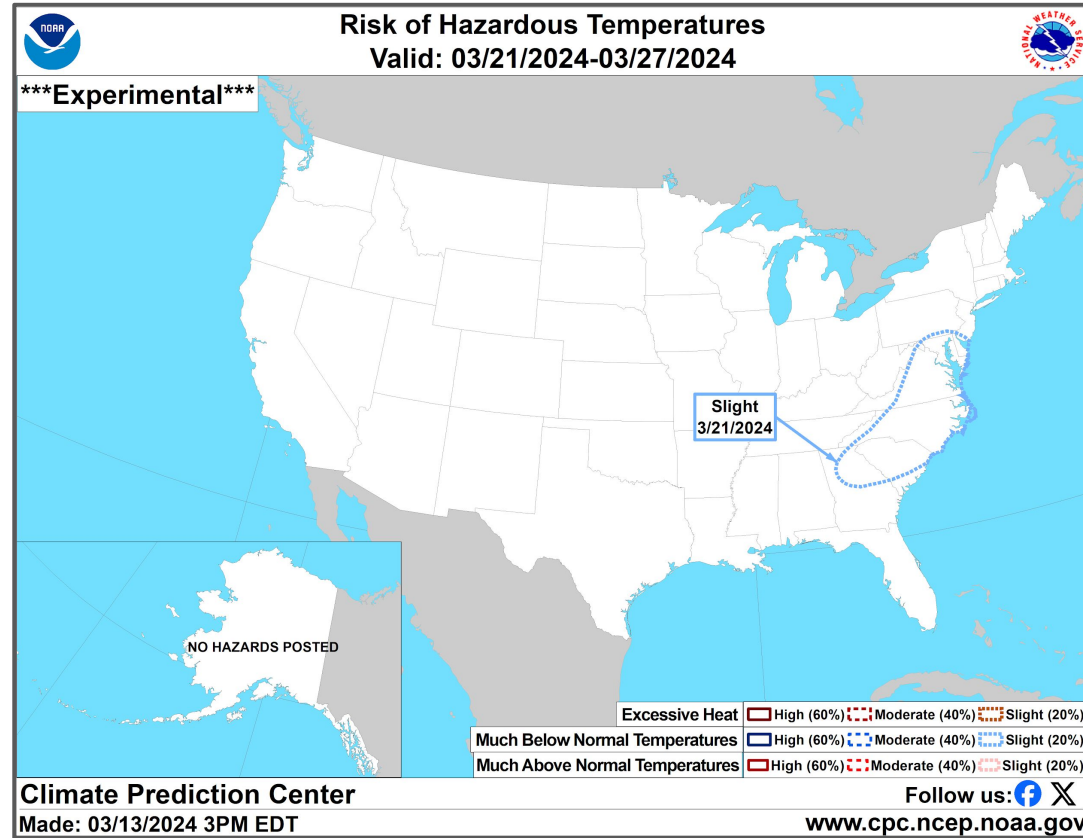 NOAA
Risk of Hazardous Temperatures
Valid: 03/21/2024-03/27/2024
NATIONAL WEATHER SERVICE
***Experimental***
Slight
3/21/2024
NO HAZARDS POSTED
Excessive Heat High (60%) Moderate (40%) Slight (20%)
Much Below Normal Temperatures High (60%) Moderate (40%) Slight (20%)
Much Above Normal Temperatures High (60%) Moderate (40%) Slight (20%)
Climate Prediction Center
Follow us:
Made: 03/13/2024 3PM EDT
www.cpc.ncep.noaa.gov